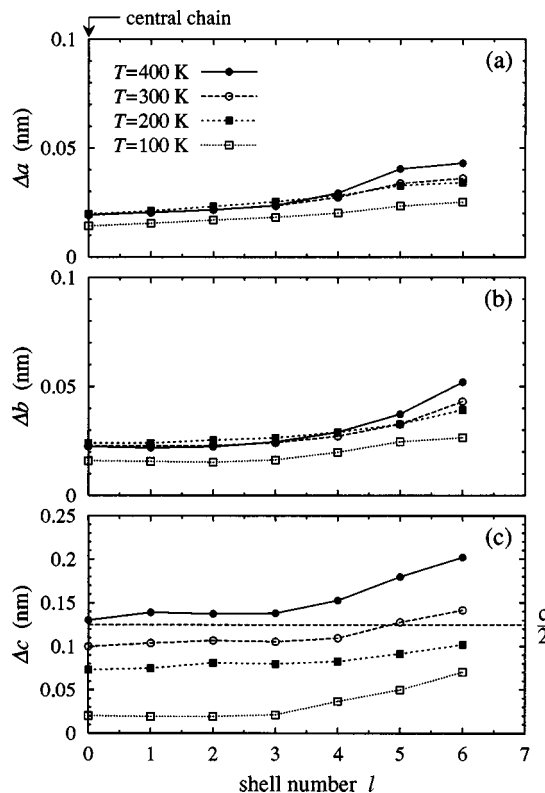 central chain
0.1
(a)
T=400 K
T=300 K
T=200 K
T=100 K
0.05
Δa (nm)
0
0.1
(b)
0.05
Δb (nm)
0
0.25
(c)
0.2
0.15
c/2
0.1
Δc (nm)
0.05
0
0 1 2 3 4 5 6 7
shell number l